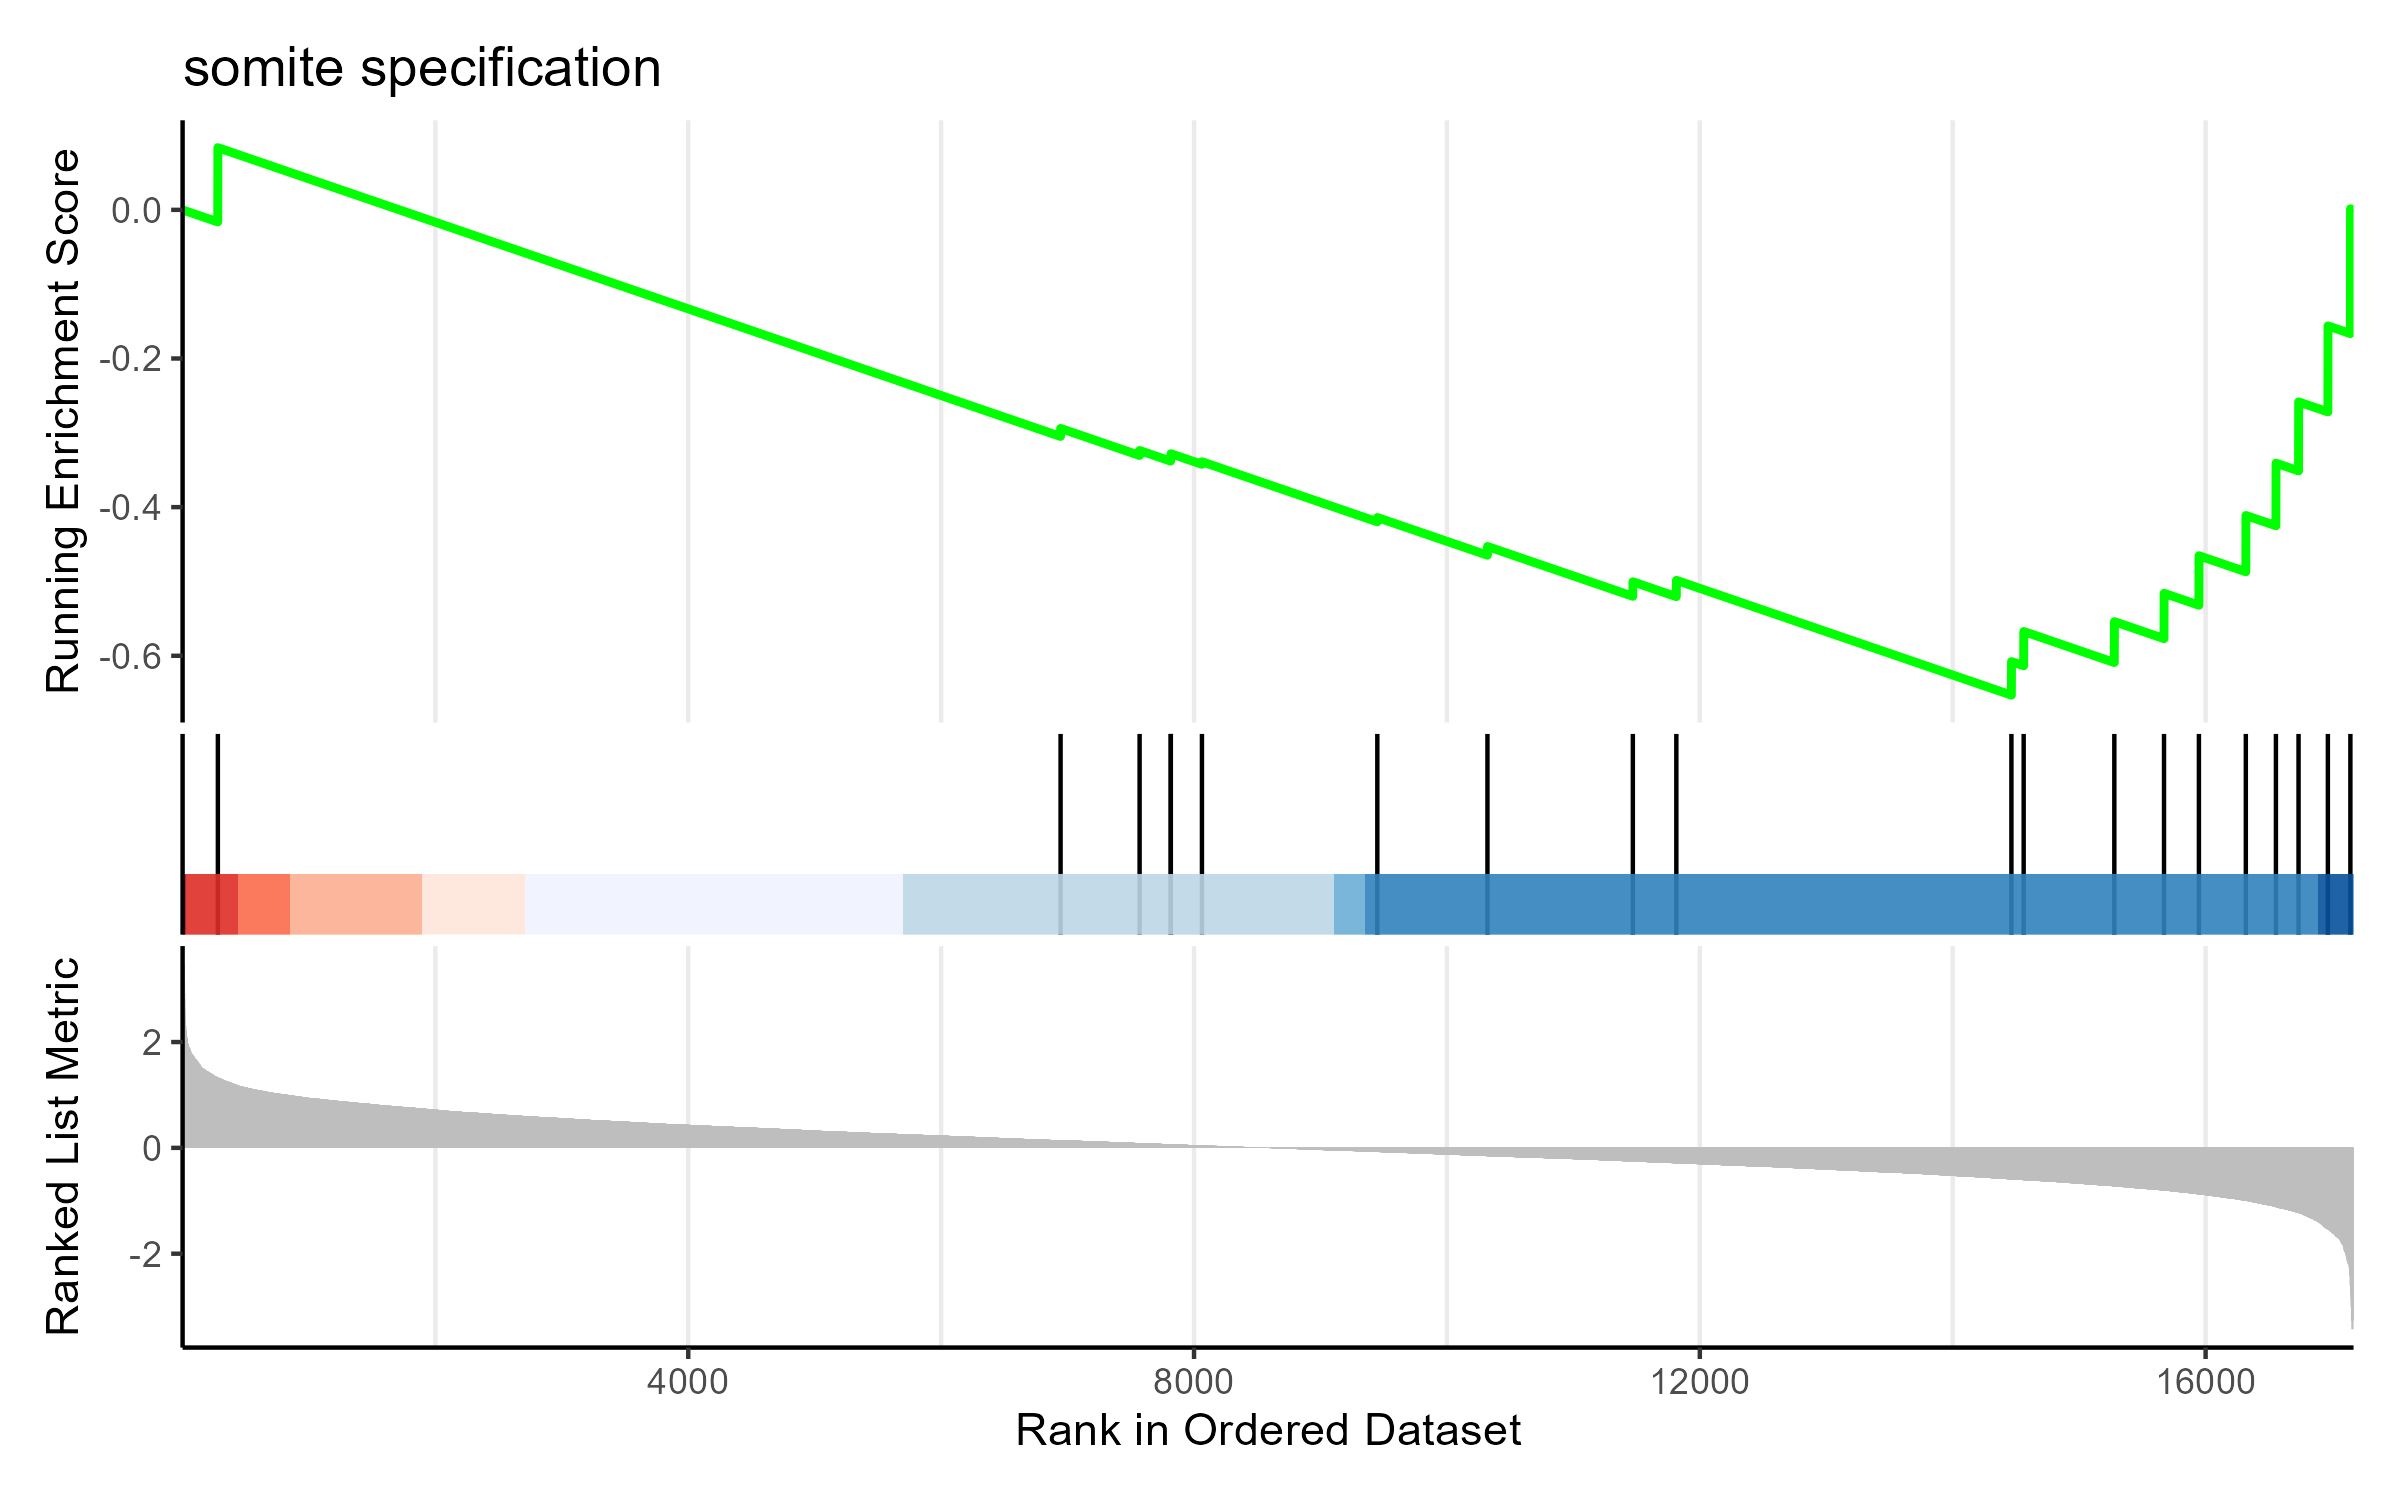 somite specification
Running Enrichment Score
0.0
-0.2
-0.4
-0.6
Ranked List Metric
2
0
-2
4000
8000
12000
16000
Rank in Ordered Dataset